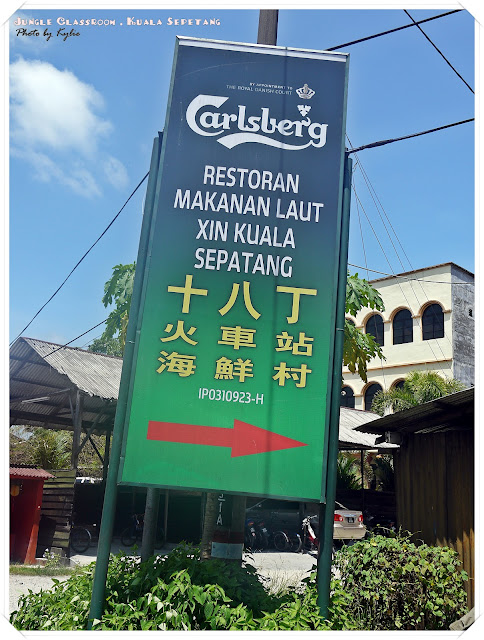 Jungle Classroom . Kuala Sepetang
Photo by Kylie
BY APPOINTMENT TO
THE ROYAL DANISH COURT
Carlsberg
RESTORAN
MAKANAN LAUT
XIN KUALA
SEPATANG
十八丁
火車站
海鮮村
IP0310923-H